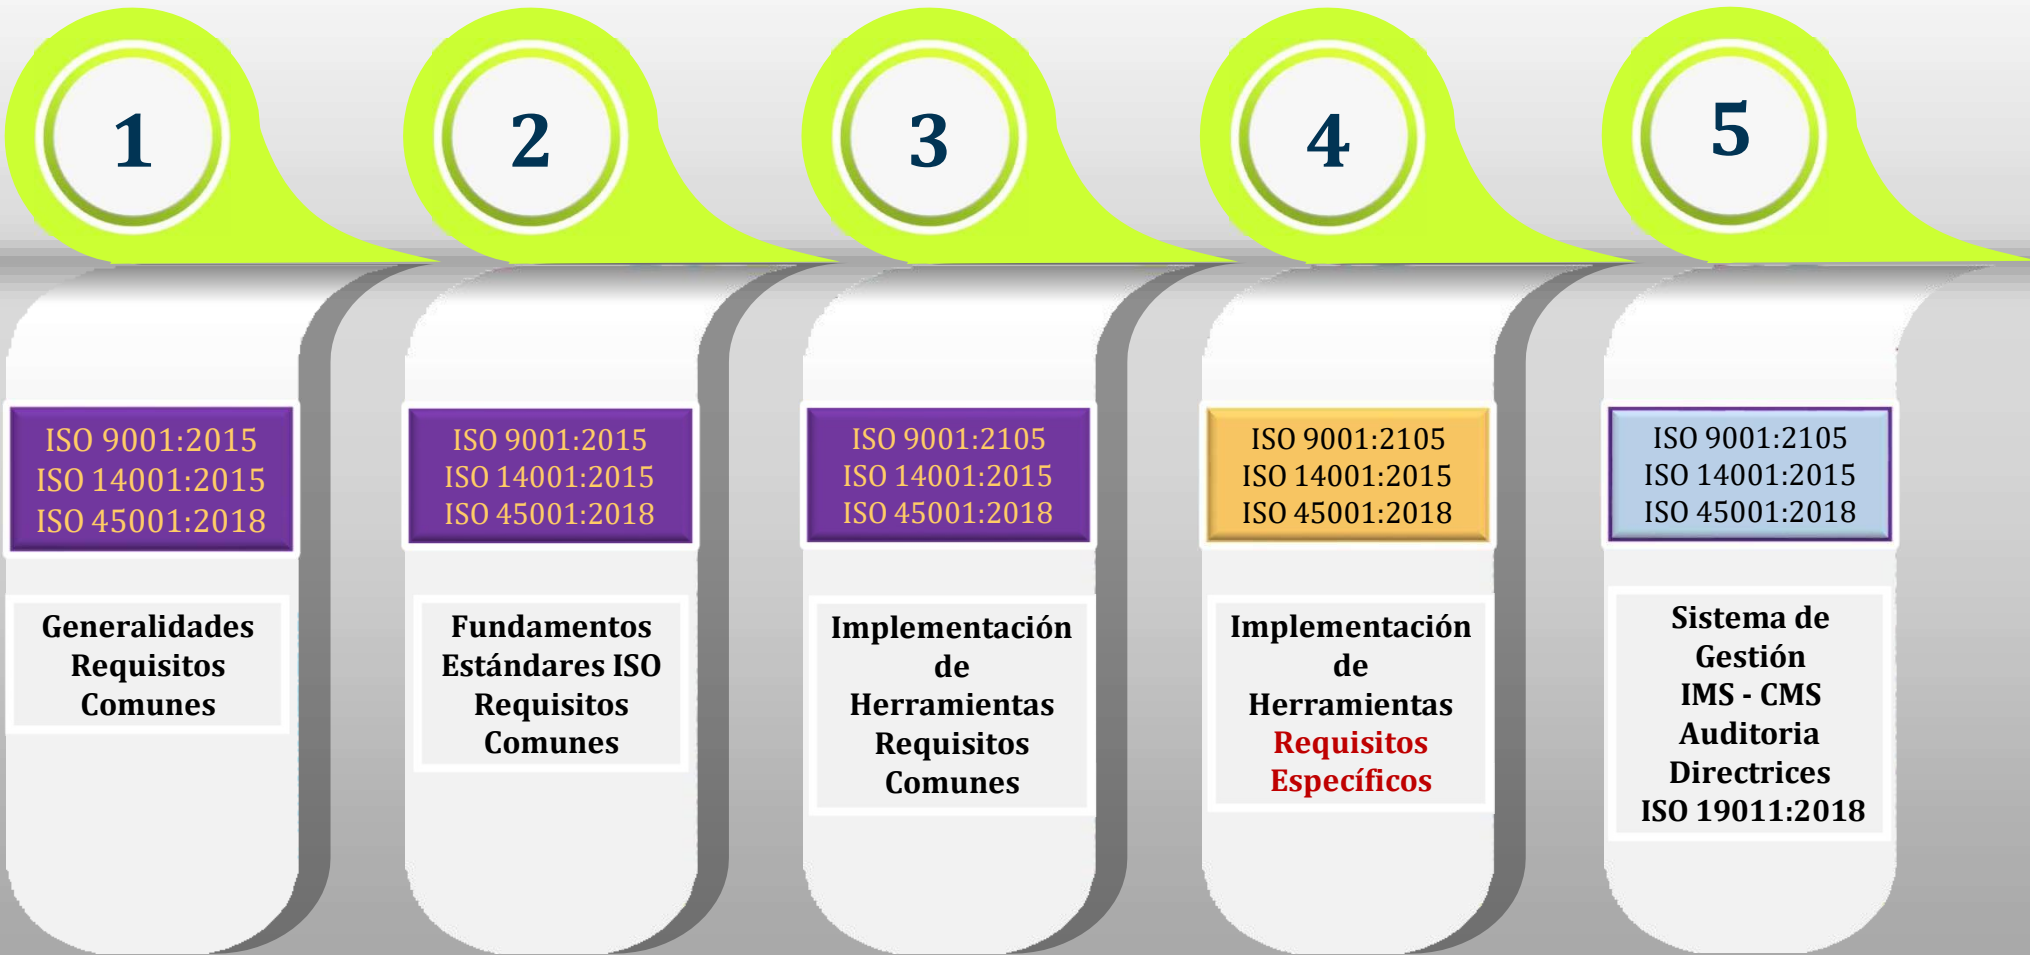 1
ISO 9001:2015
ISO 14001:2015
ISO 45001:2018
Generalidades
Requisitos
Comunes
2
ISO 9001:2015
ISO 14001:2015
ISO 45001:2018
Fundamentos
Estándares ISO
Requisitos
Comunes
3
ISO 9001:2105
ISO 14001:2015
ISO 45001:2018
Implementación
de
Herramientas
Requisitos
Comunes
4
ISO 9001:2105
ISO 14001:2015
ISO 45001:2018
Implementación
de
Herramientas
Requisitos
Específicos
5
ISO 9001:2105
ISO 14001:2015
ISO 45001:2018
Sistema de
Gestión
IMS - CMS
Auditoria
Directrices
ISO 19011:2018